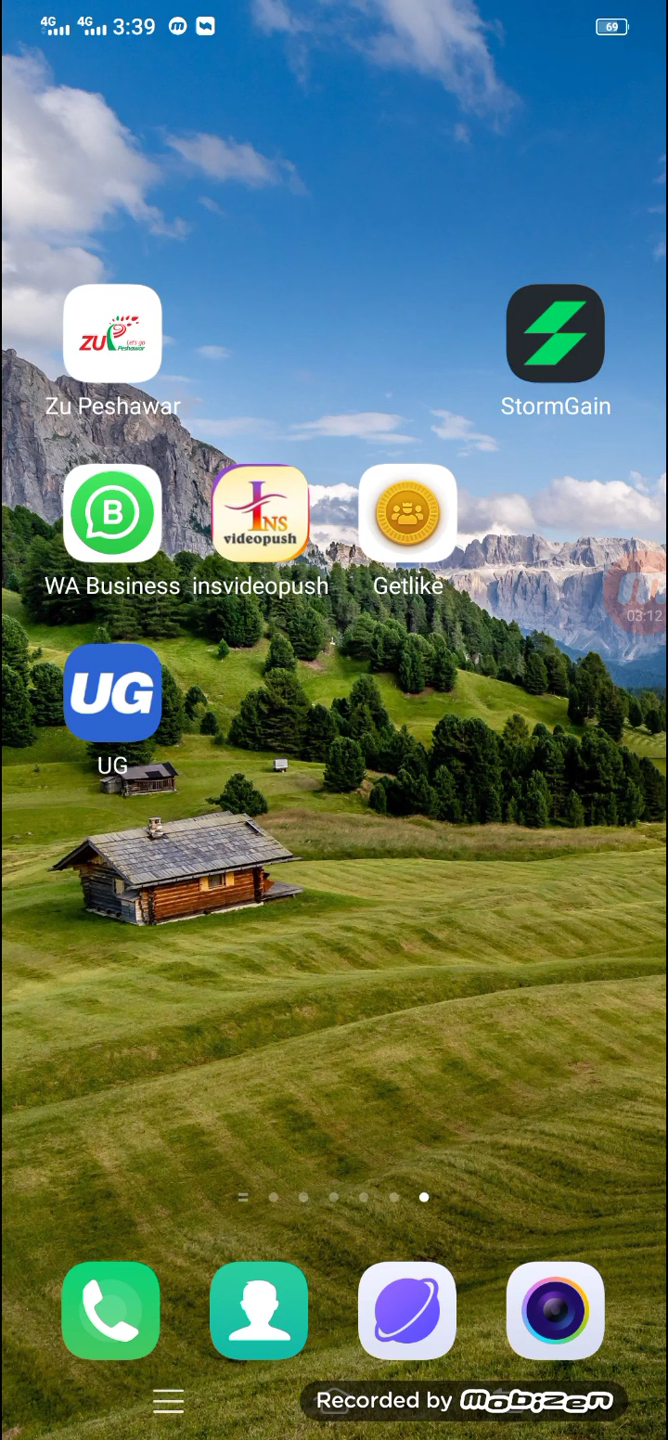 4G 4G 3:39 m 69
ZU Let's go
Peshawar
Zu Peshawar
StormGain
B
INS
videopush
WA Business
insvideopush
Getlike
03:12
UG
UG
Recorded by mobizen